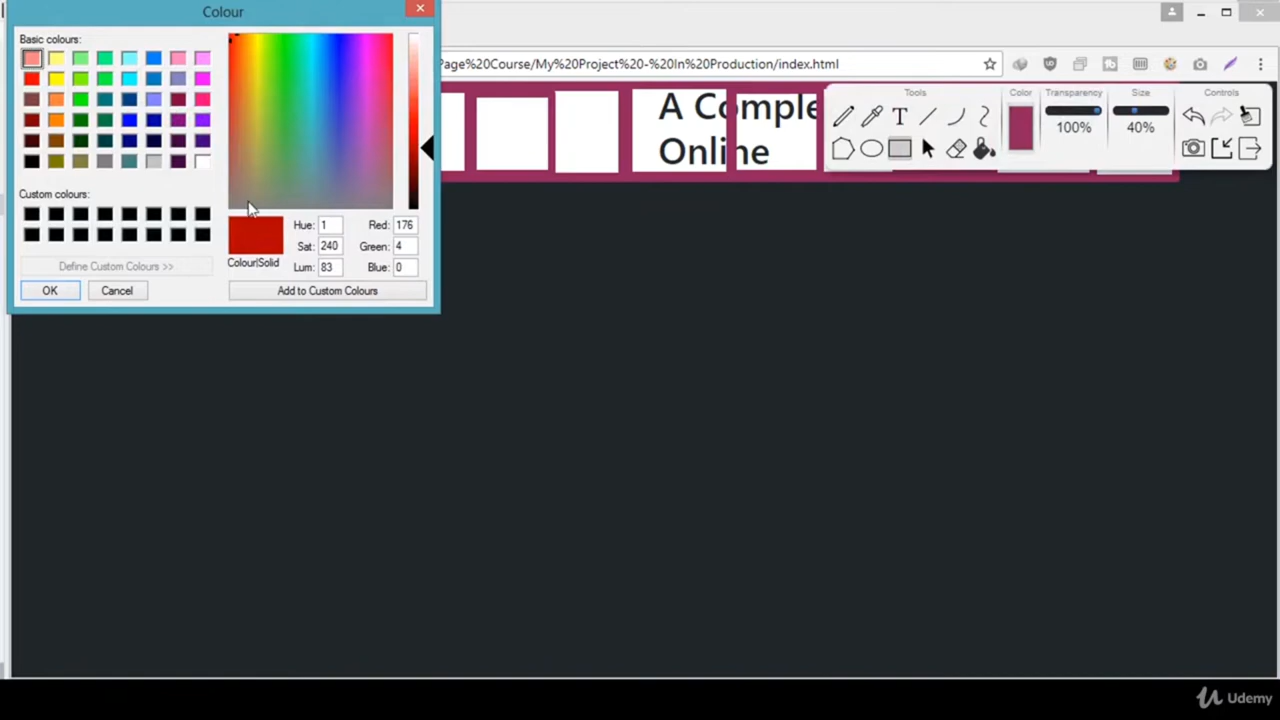 Colour
Basic colours:
Custom colours:
Define Custom Colours >>
OK
Cancel
Hue: 1
Sat: 240
Lum: 83
Red: 176
Green: 4
Blue: 0
Colour|Solid
Add to Custom Colours
Page%20Course/My%20Project%20-%20In%20Production/index.html
A Comple
Online
Tools
T
Color
Transparency
100%
Size
40%
Controls
Udemy